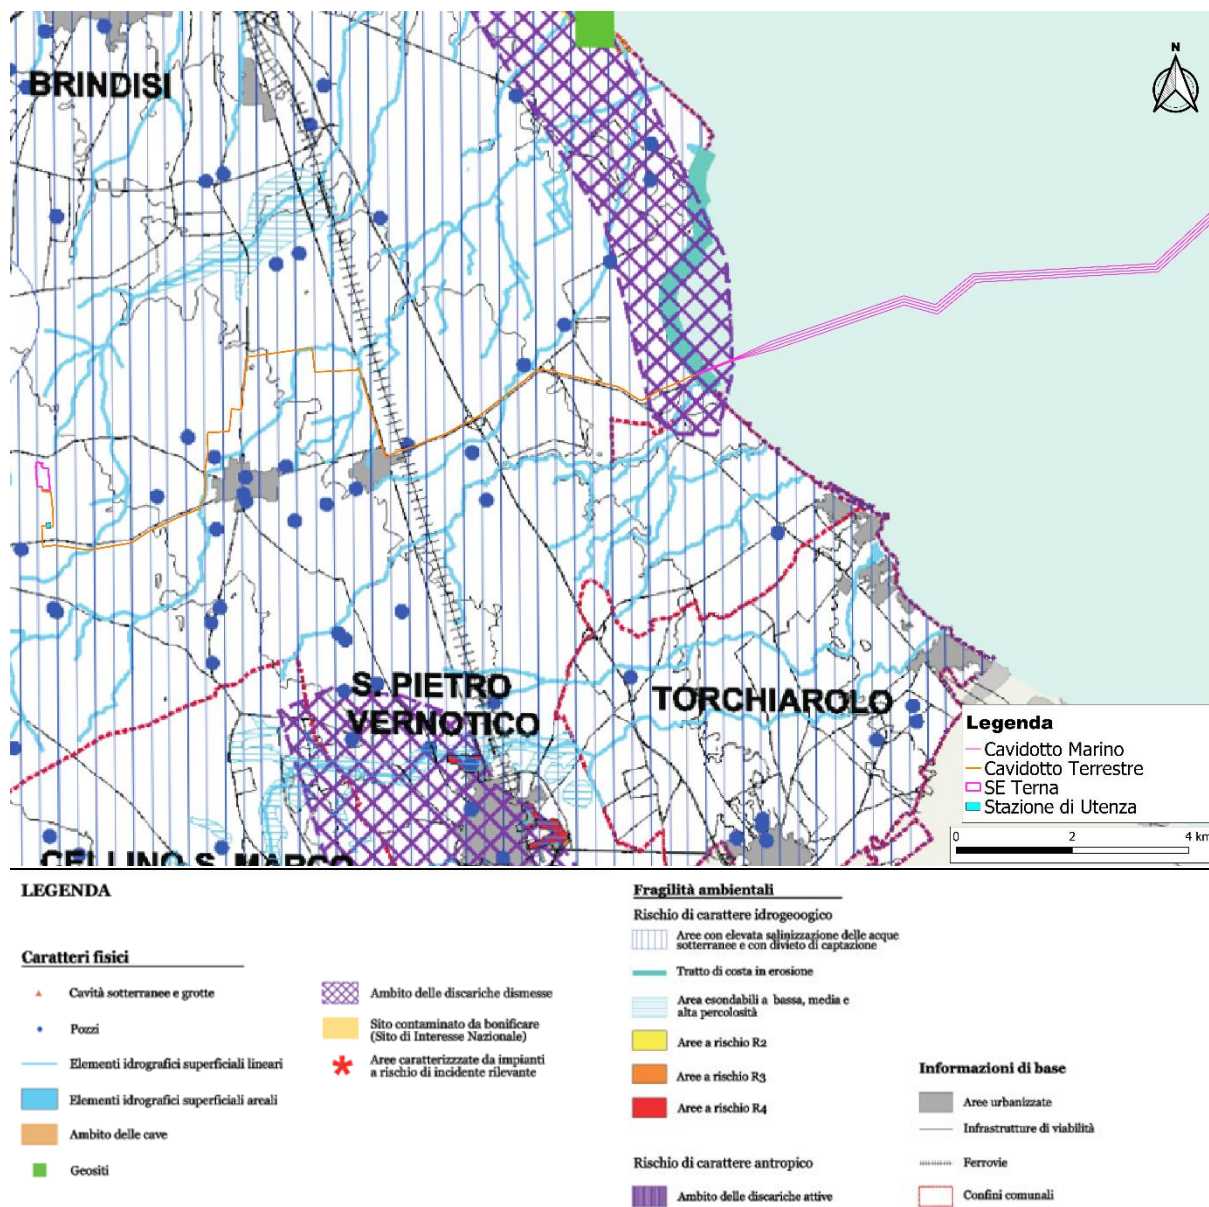 N
BRINDISI
S. PIETRO
VERNOTICO
TORCHIAROLO
CELLINO S. MARCO
Legenda
Cavidotto Marino
Cavidotto Terrestre
SE Terna
Stazione di Utenza
0 2 4 km
LEGENDA
Caratteri fisici
Cavità sotterranee e grotte
Pozzi
Elementi idrografici superficiali lineari
Elementi idrografici superficiali areali
Ambito delle cave
Geositi
Ambito delle discariche dismesse
Sito contaminato da bonificare
(Sito di Interesse Nazionale)
Aree caratterizzzate da impianti
a rischio di incidente rilevante
Fragilità ambientali
Rischio di carattere idrogeoogico
Aree con elevata salinizzazione delle acque
sotterranee e con divieto di captazione
Tratto di costa in erosione
Area esondabili a bassa, media e
alta percolosità
Aree a rischio R2
Aree a rischio R3
Aree a rischio R4
Rischio di carattere antropico
Ambito delle discariche attive
Informazioni di base
Aree urbanizzate
Infrastrutture di viabilità
Ferrovie
Confini comunali